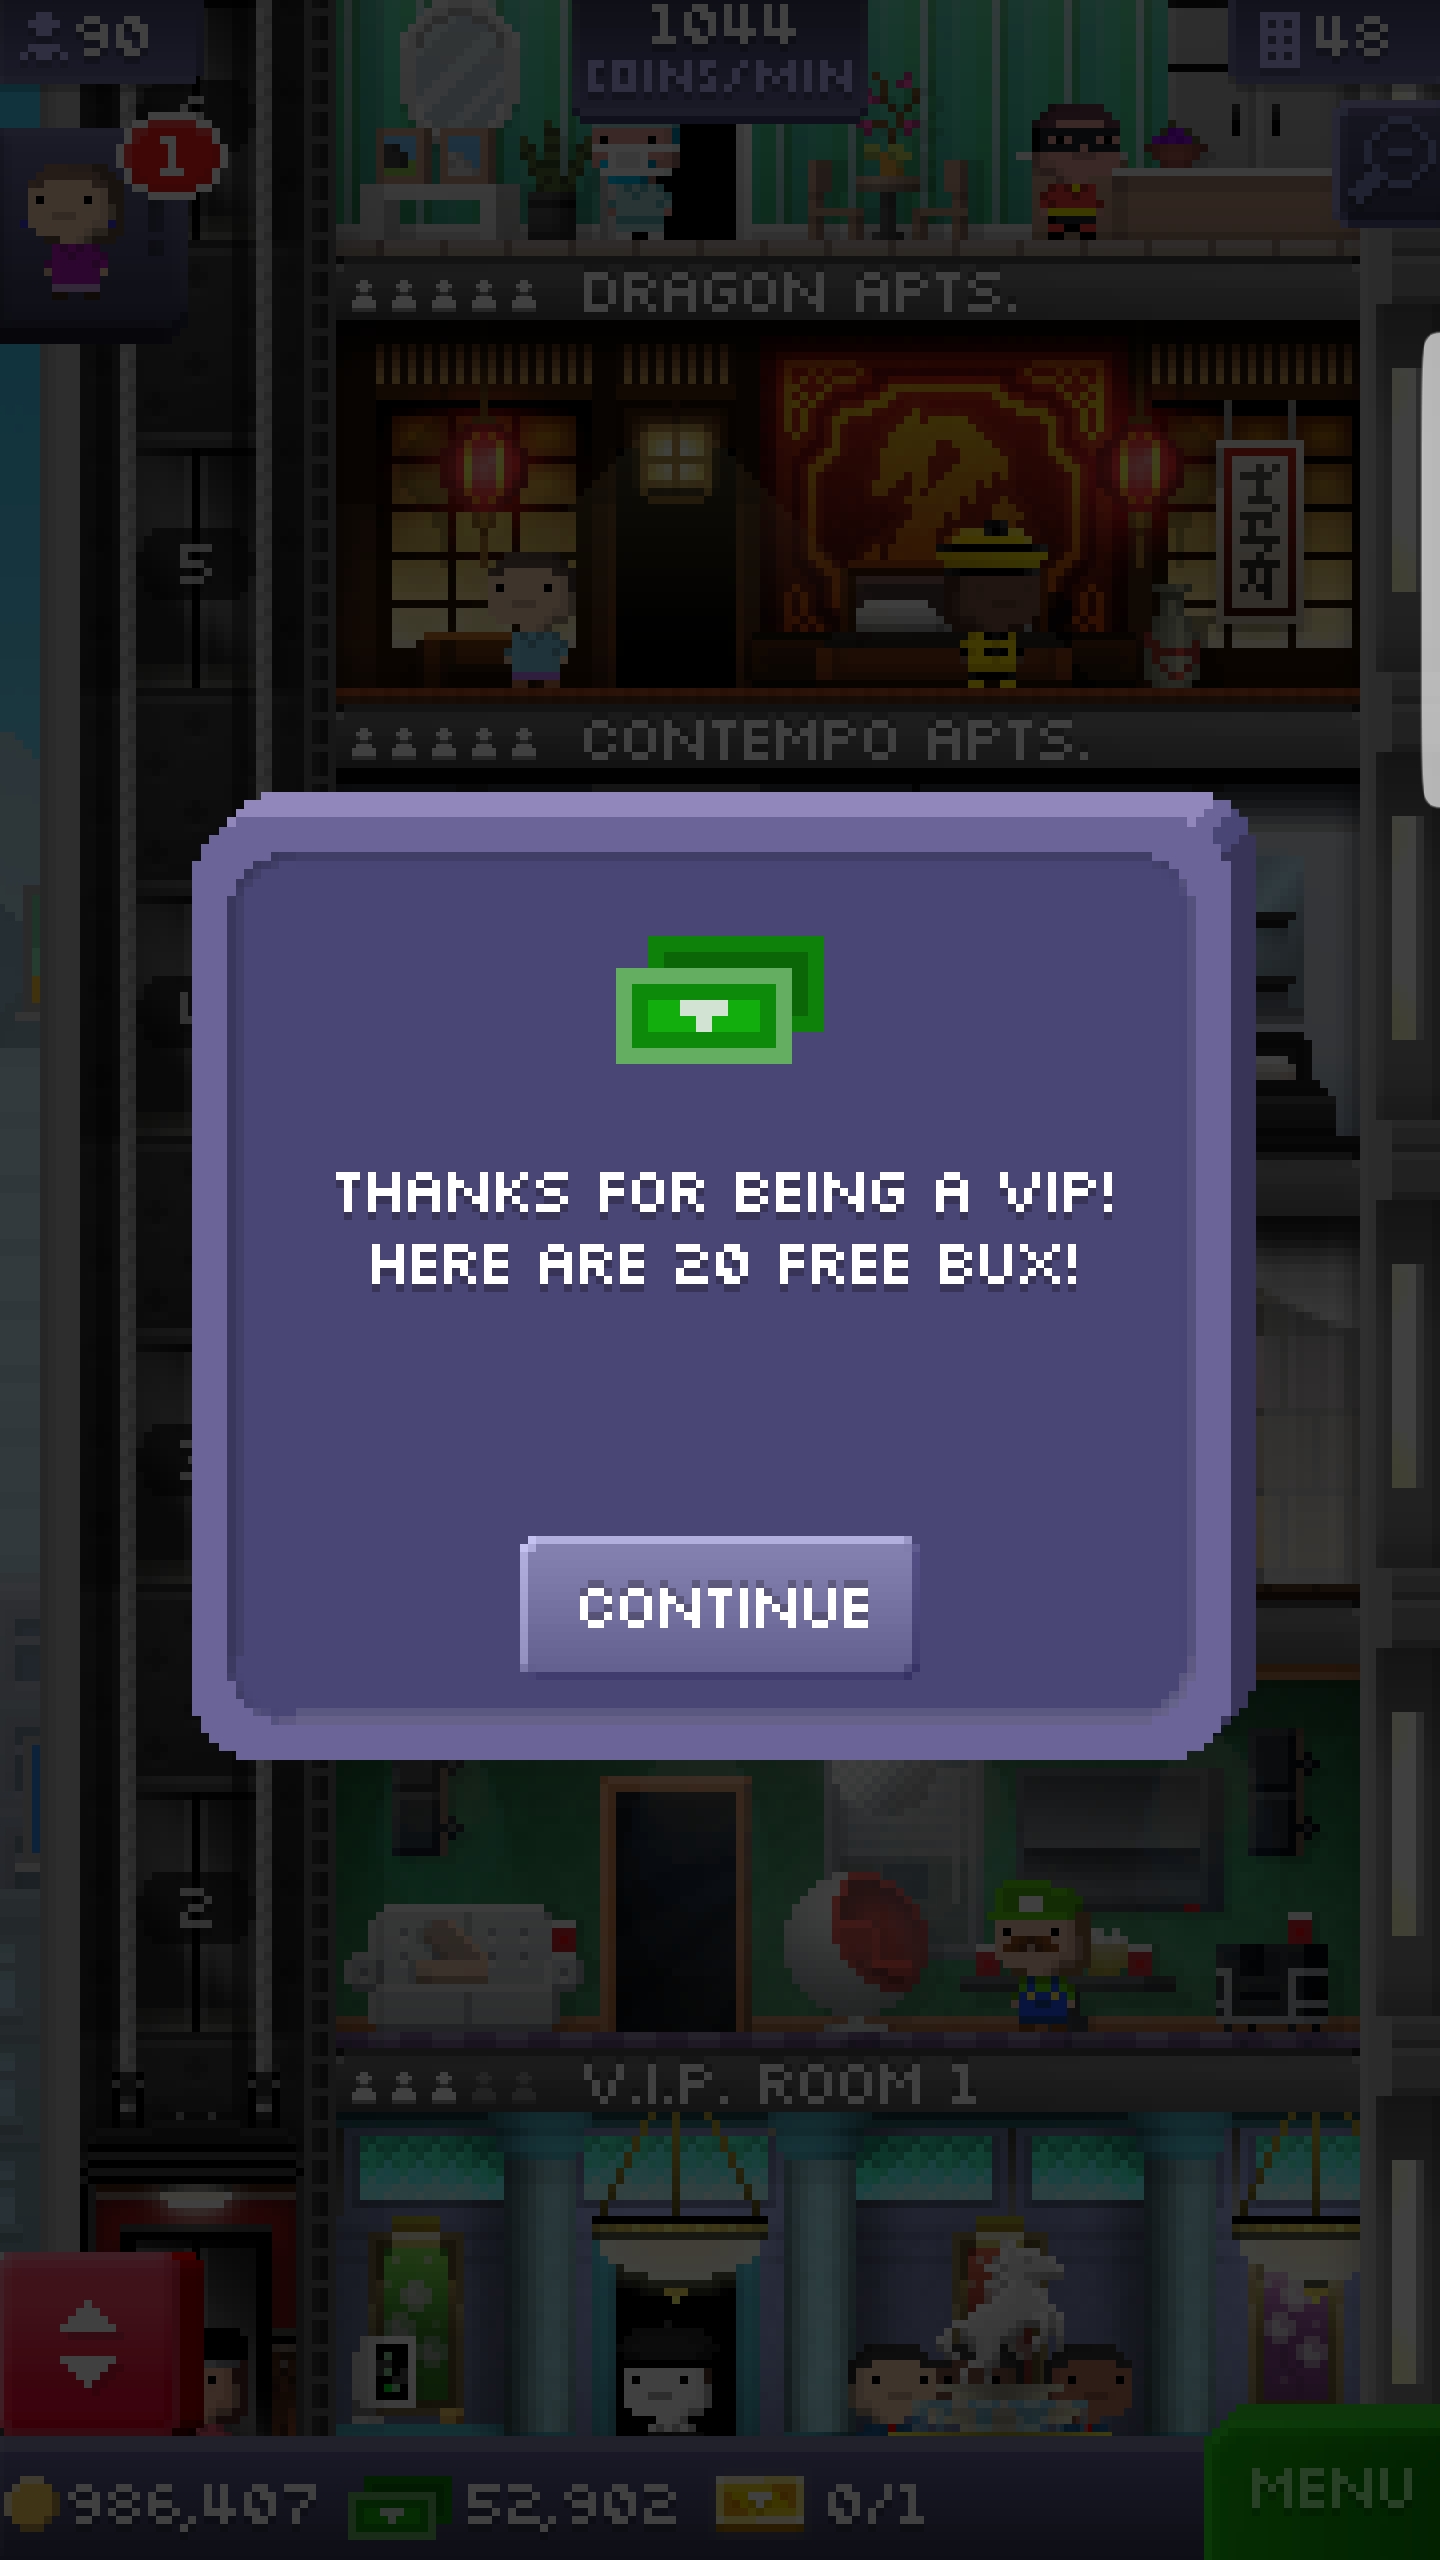 90
1044
COINS/MIN
48
1
DRAGON APTS.
5
CONTEMPO APTS.
THANKS FOR BEING A VIP!
HERE ARE 20 FREE BUX!
CONTINUE
2
V.I.P. ROOM 1
986,407
52,902
0/1
MENU